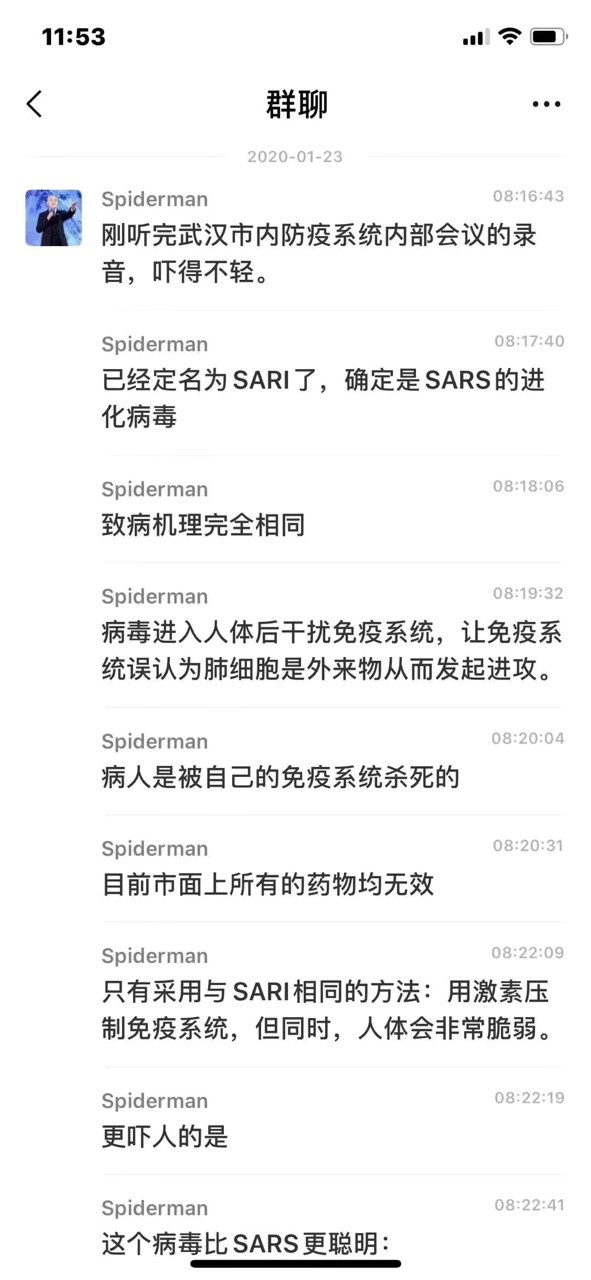 11:53
群聊
2020-01-23
Spiderman 08:16:43
刚听完武汉市内防疫系统内部会议的录
音，吓得不轻。
Spiderman 08:17:40
已经定名为SARI了，确定是SARS的进
化病毒
Spiderman 08:18:06
致病机理完全相同
Spiderman 08:19:32
病毒进入人体后干扰免疫系统，让免疫系
统误认为肺细胞是外来物从而发起进攻。
Spiderman 08:20:04
病人是被自己的免疫系统杀死的
Spiderman 08:20:31
目前市面上所有的药物均无效
Spiderman 08:22:09
只有采用与SARI相同的方法：用激素压
制免疫系统，但同时，人体会非常脆弱。
Spiderman 08:22:19
更吓人的是
Spiderman 08:22:41
这个病毒比SARS更聪明：